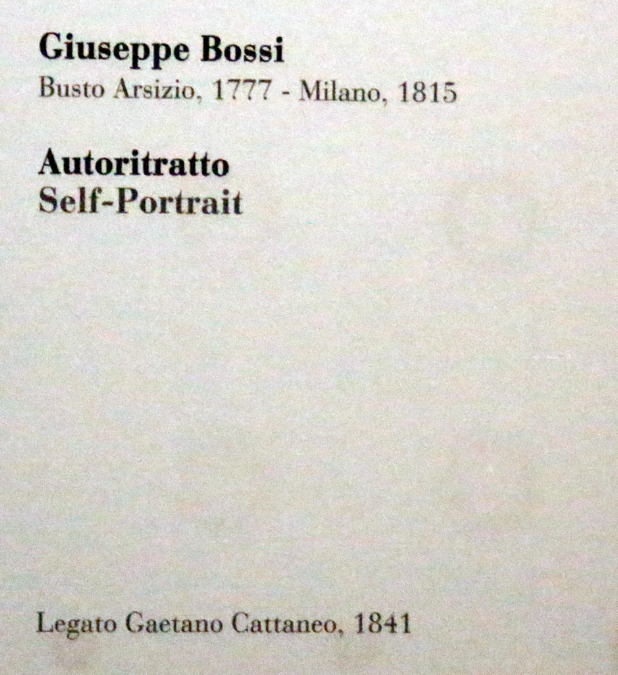 Giuseppe Bossi
Busto Arsizio, 1777 - Milano, 1815
Autoritratto
Self-Portrait
Legato Gaetano Cattaneo, 1841